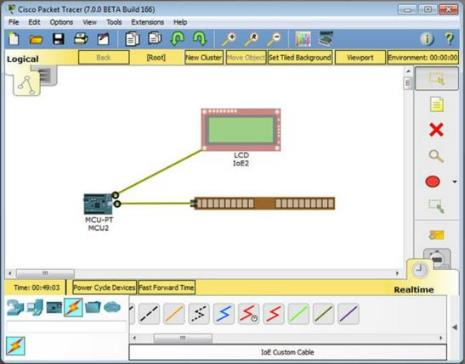 Cisco Packet Tracer (7.0.0 BETA Build 166)
File Edit Options View Tools Extensions Help
Logical Back [Root] New Cluster Move Object Set Tiled Background Viewport Environment: 00:00:00
LCD
IoE2
MCU-PT
MCU2
Time: 00:49:03 Power Cycle Devices Fast Forward Time Realtime
IoE Custom Cable